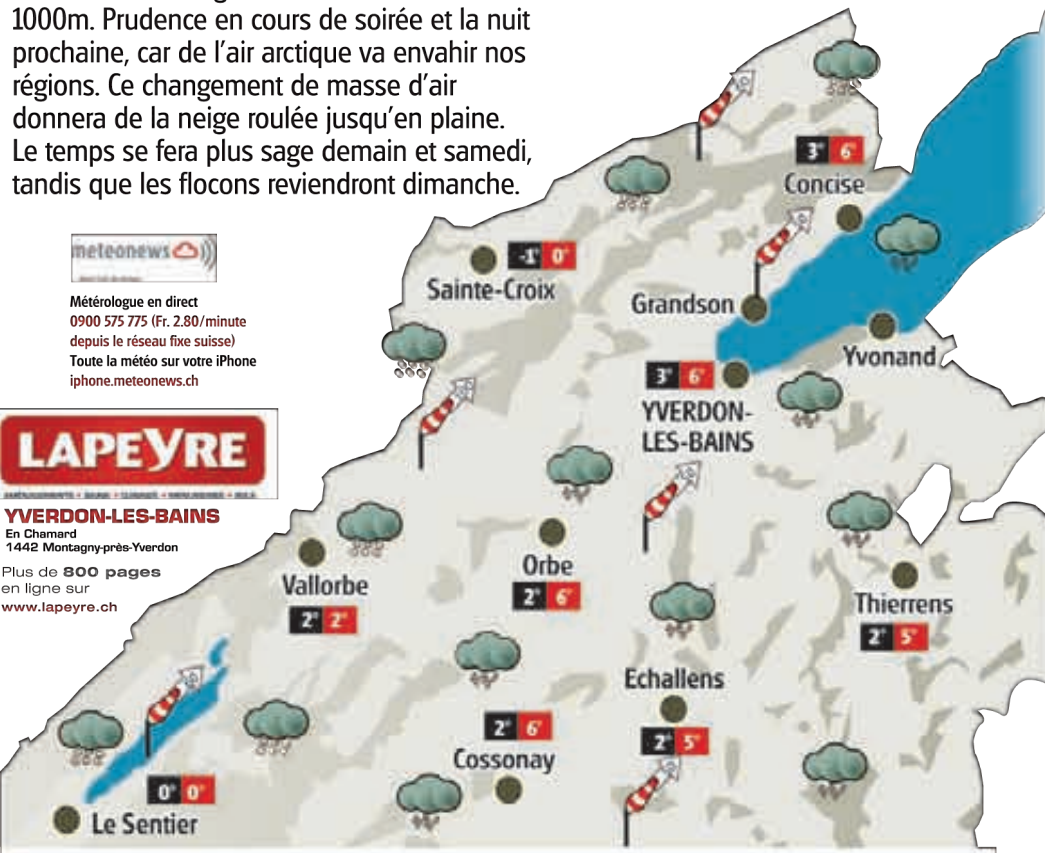 1000m. Prudence en cours de soirée et la nuit
prochaine, car de l'air arctique va envahir nos
régions. Ce changement de masse d'air
donnera de la neige roulée jusqu'en plaine.
Le temps se fera plus sage demain et samedi,
tandis que les flocons reviendront dimanche.
meteonews
Météorologue en direct
0900 575 775 (Fr. 2.80/minute
depuis le réseau fixe suisse)
Toute la météo sur votre iPhone
iphone.meteonews.ch
LAPEYRE
YVERDON-LES-BAINS
En Chamard
1442 Montagny-près-Yverdon
Plus de 800 pages
en ligne sur
www.lapeyre.ch
3° 6°
Concise
-1° 0°
Sainte-Croix
Grandson
Yvonand
3° 6°
YVERDON-
LES-BAINS
Vallorbe
2° 2°
Orbe
2° 6°
Thierrens
2° 5°
Echallens
2° 5°
2° 6°
Cossonay
0° 0°
Le Sentier